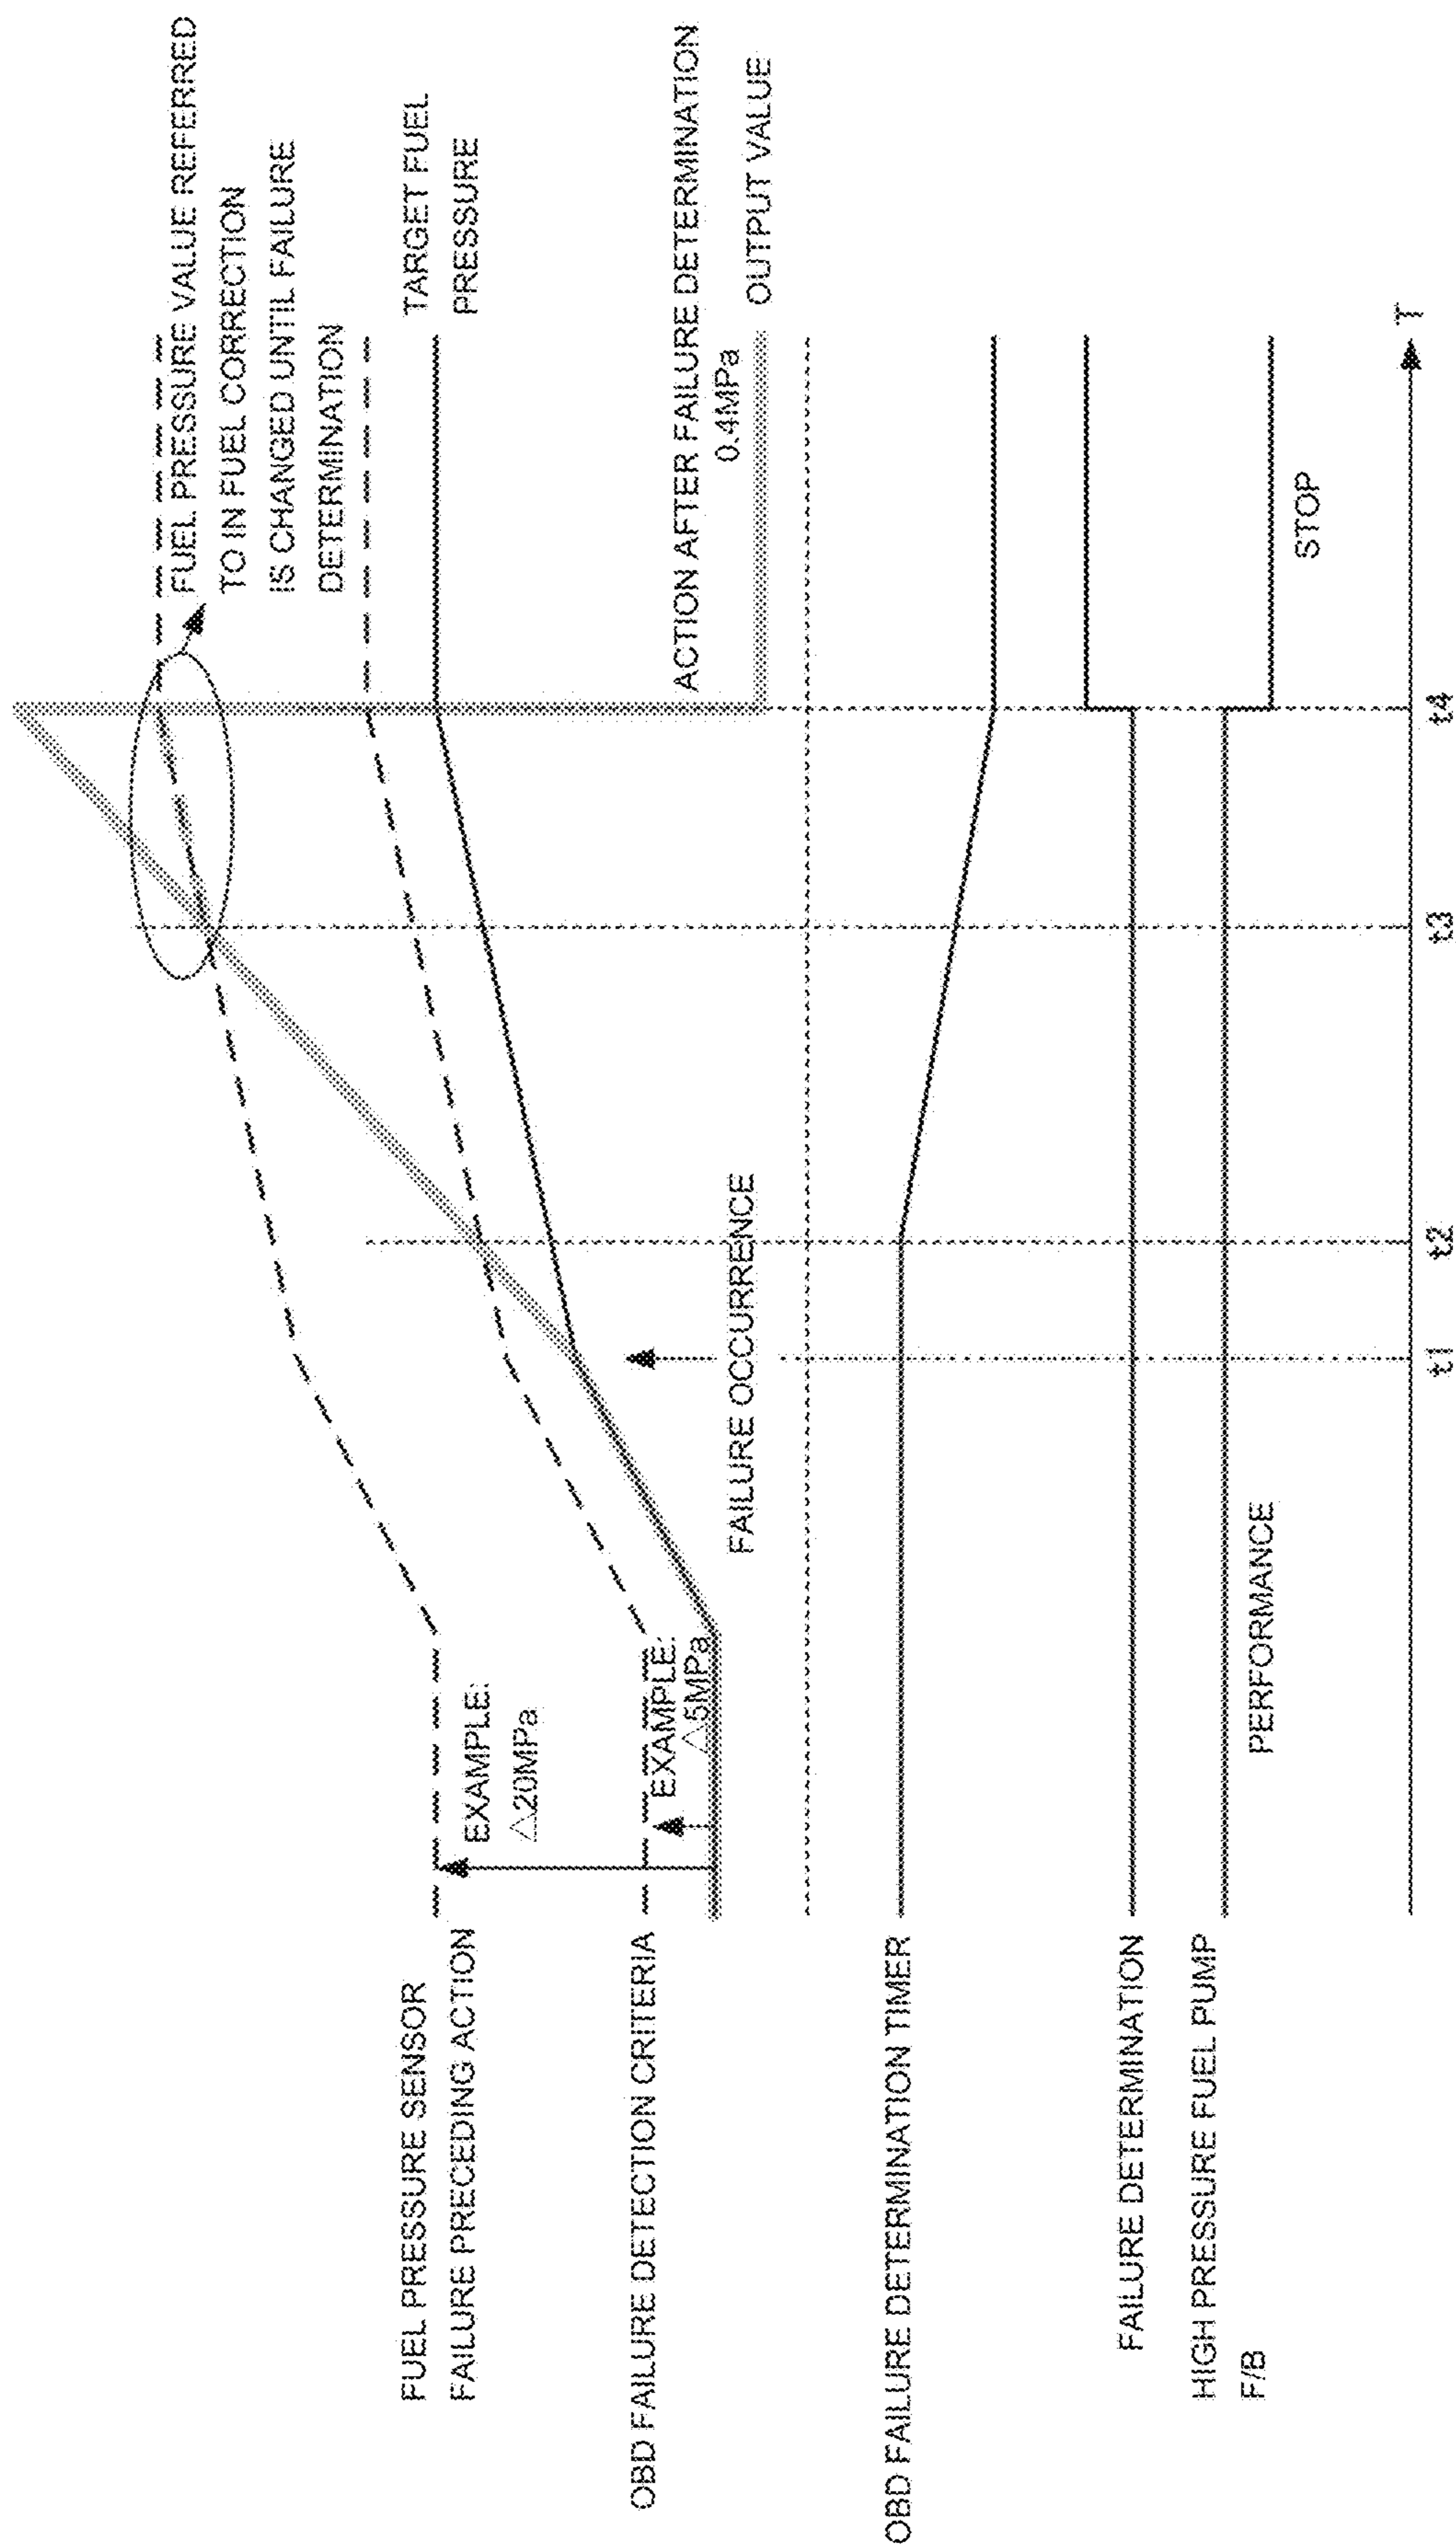 FUEL PRESSURE SENSOR
FAILURE PRECEDING ACTION
EXAMPLE:
△20MPa
FUEL PRESSURE VALUE REFERRED
TO IN FUEL CORRECTION
IS CHANGED UNTIL FAILURE
DETERMINATION
TARGET FUEL
PRESSURE
OBD FAILURE DETECTION CRITERIA
EXAMPLE:
△5MPa
ACTION AFTER FAILURE DETERMINATION
0.4MPa
OUTPUT VALUE
FAILURE OCCURRENCE
OBD FAILURE DETERMINATION TIMER
FAILURE DETERMINATION
HIGH PRESSURE FUEL PUMP
F/B
PERFORMANCE
STOP
T
t1
t2
t3
t4